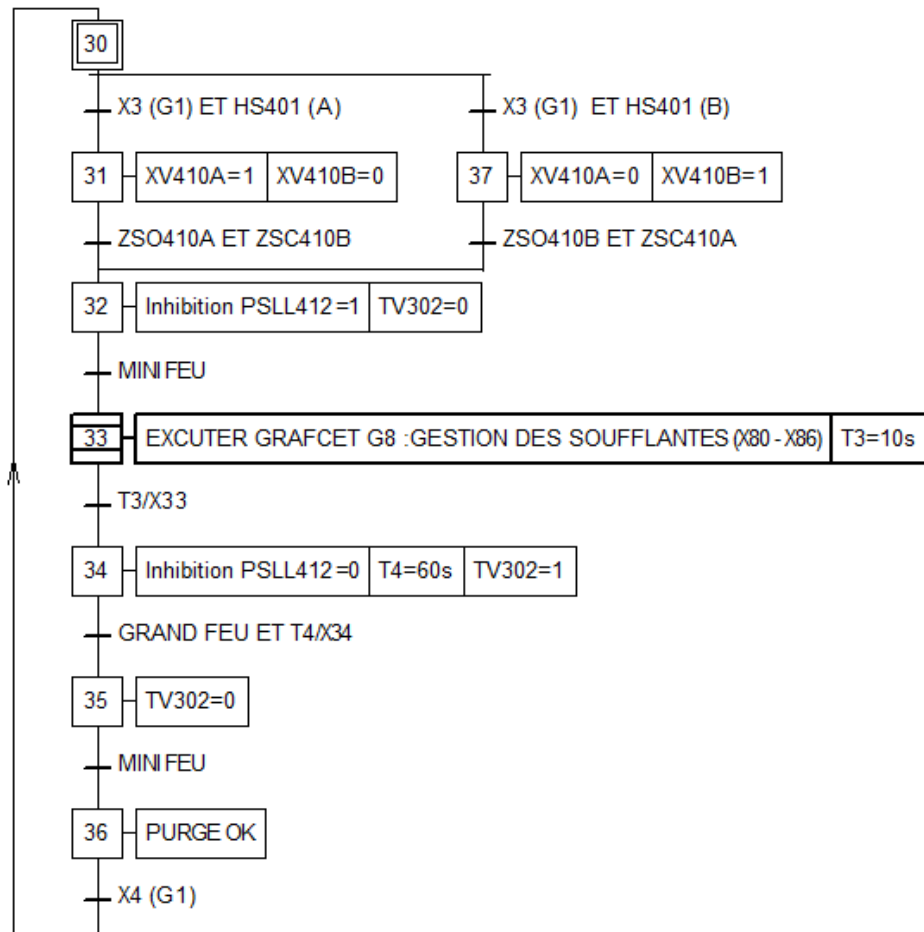 30
X3 (G1) ET HS401 (A) X3 (G1) ET HS401 (B)
31 XV410A=1 XV410B=0 37 XV410A=0 XV410B=1
ZSO410A ET ZSC410B ZSO410B ET ZSC410A
32 Inhibition PSLL412=1 TV302=0
MINI FEU
33 EXCUTER GRAFCET G8 :GESTION DES SOUFFLANTES (X80 - X86) T3=10s
T3/X33
34 Inhibition PSLL412=0 T4=60s TV302=1
GRAND FEU ET T4/X34
35 TV302=0
MINI FEU
36 PURGE OK
X4 (G1)